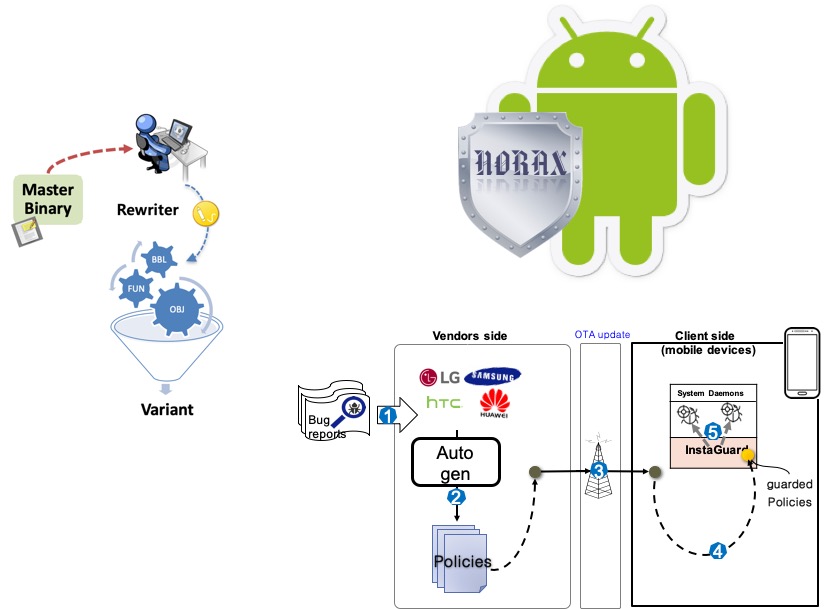 NORAX
Master
Binary
Rewriter
BBL
FUN
OBJ
Variant
Vendors side
OTA update
Client side
(mobile devices)
LG
SAMSUNG
hTC
HUAWEI
Bug
reports
1
Auto
gen
2
Policies
3
System Daemons
5
InstaGuard
guarded
Policies
4